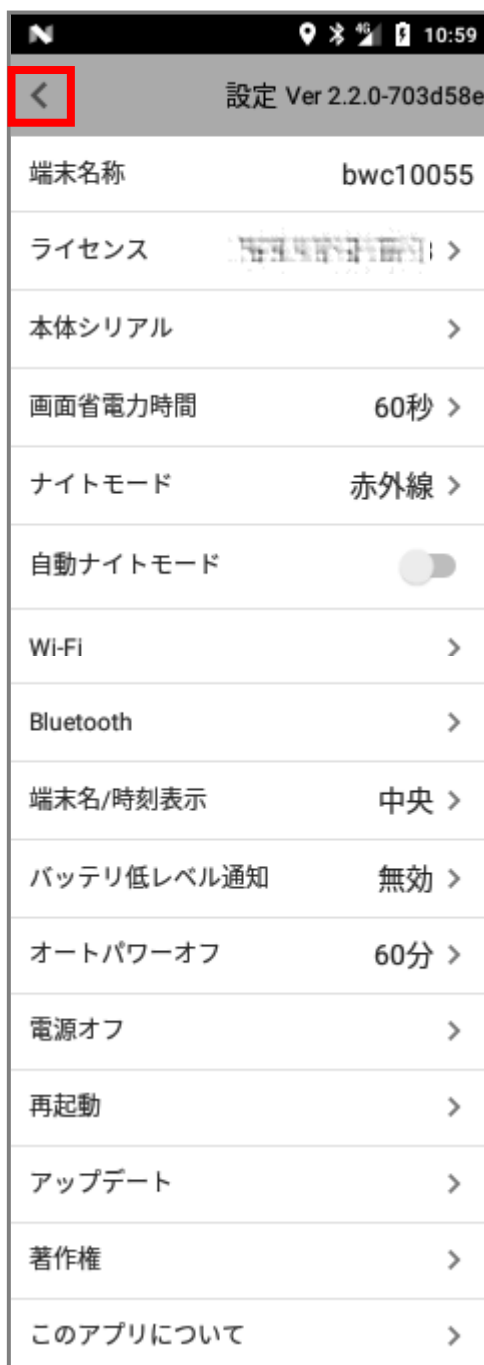 4G 10:59
設定 Ver 2.2.0-703d58e
端末名称 bwc10055
ライセンス
本体シリアル
画面省電力時間 60秒
ナイトモード 赤外線
自動ナイトモード
Wi-Fi
Bluetooth
端末名/時刻表示 中央
バッテリ低レベル通知 無効
オートパワーオフ 60分
電源オフ
再起動
アップデート
著作権
このアプリについて